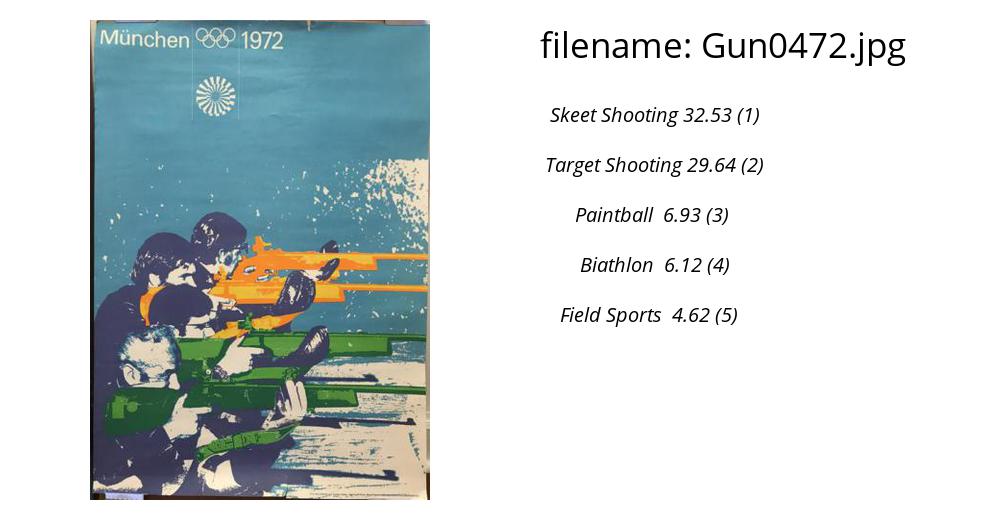 München 1972
filename: Gun0472.jpg
Skeet Shooting 32.53 (1)
Target Shooting 29.64 (2)
Paintball 6.93 (3)
Biathlon 6.12 (4)
Field Sports 4.62 (5)